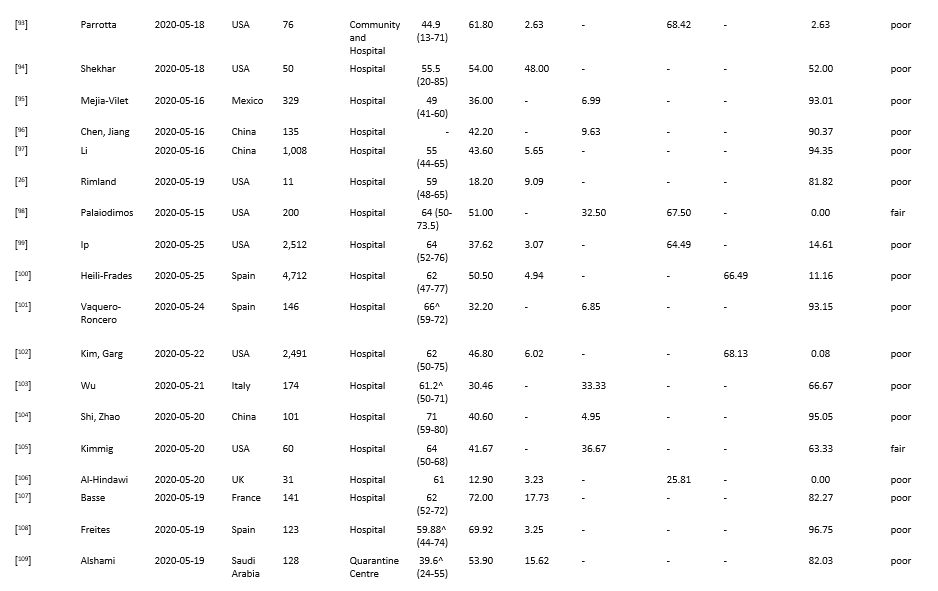 [93] Parrotta 2020-05-18 USA 76 Community 44.9 61.80 2.63 - 68.42 2.63 poor
and (13-71)
Hospital
[94] Shekhar 2020-05-18 USA 50 Hospital 55.5 54.00 48.00 - - - 52.00 poor
(20-85)
[95] Mejia-Vilet 2020-05-16 Mexico 329 Hospital 49 36.00 - 6.99 - - 93.01 poor
(41-60)
[96] Chen, Jiang 2020-05-16 China 135 Hospital - 42.20 - 9.63 - - 90.37 poor
[97] Li 2020-05-16 China 1,008 Hospital 55 43.60 5.65 - - - 94.35 poor
(44-65)
[26] Rimland 2020-05-19 USA 11 Hospital 59 18.20 9.09 - - - 81.82 poor
(48-65)
[98] Palaiodimos 2020-05-15 USA 200 Hospital 64 (50- 51.00 - 32.50 67.50 - 0.00 fair
73.5)
[99] Ip 2020-05-25 USA 2,512 Hospital 64 37.62 3.07 - 64.49 - 14.61 poor
(52-76)
[100] Heili-Frades 2020-05-25 Spain 4,712 Hospital 62 50.50 4.94 - - 66.49 11.16 poor
(47-77)
[101] Vaquero- 2020-05-24 Spain 146 Hospital 66^ 32.20 - 6.85 - - 93.15 poor
Roncero (59-72)
[102] Kim, Garg 2020-05-22 USA 2,491 Hospital 62 46.80 6.02 - - 68.13 0.08 poor
(50-75)
[103] Wu 2020-05-21 Italy 174 Hospital 61.2^ 30.46 - 33.33 - - 66.67 poor
(50-71)
[104] Shi, Zhao 2020-05-20 China 101 Hospital 71 40.60 - 4.95 - - 95.05 poor
(59-80)
[105] Kimmig 2020-05-20 USA 60 Hospital 64 41.67 - 36.67 - - 63.33 fair
(50-68)
[106] Al-Hindawi 2020-05-20 UK 31 Hospital 61 12.90 3.23 - 25.81 - 0.00 poor
[107] Basse 2020-05-19 France 141 Hospital 62 72.00 17.73 - - - 82.27 poor
(52-72)
[108] Freites 2020-05-19 Spain 123 Hospital 59.88^ 69.92 3.25 - - - 96.75 poor
(44-74)
[109] Alshami 2020-05-19 Saudi 128 Quarantine 39.6^ 53.90 15.62 - - - 82.03 poor
Arabia Centre (24-55)